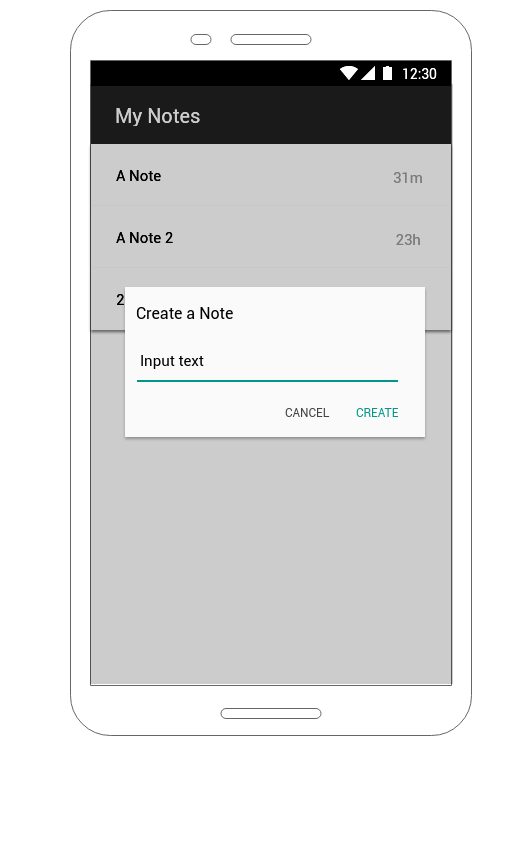 12:30
My Notes
A Note 31m
A Note 2 23h
2
Create a Note
Input text
CANCEL CREATE